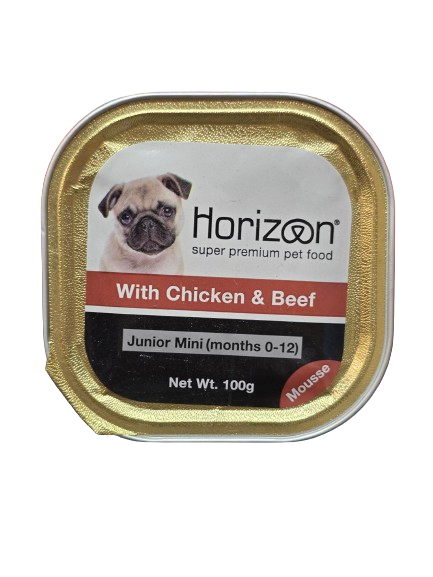 Horizon®
super premium pet food
With Chicken & Beef
Junior Mini (months 0-12)
Net Wt. 100g
Mousse